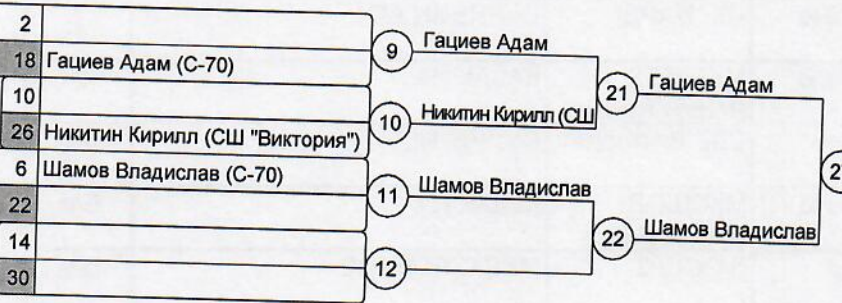 2
18 Гациев Адам (С-70)
9 Гациев Адам
10
26 Никитин Кирилл (СШ "Виктория")
10 Никитин Кирилл (СШ
21 Гациев Адам
6 Шамов Владислав (С-70)
22
11 Шамов Владислав
14
30
12
22 Шамов Владислав